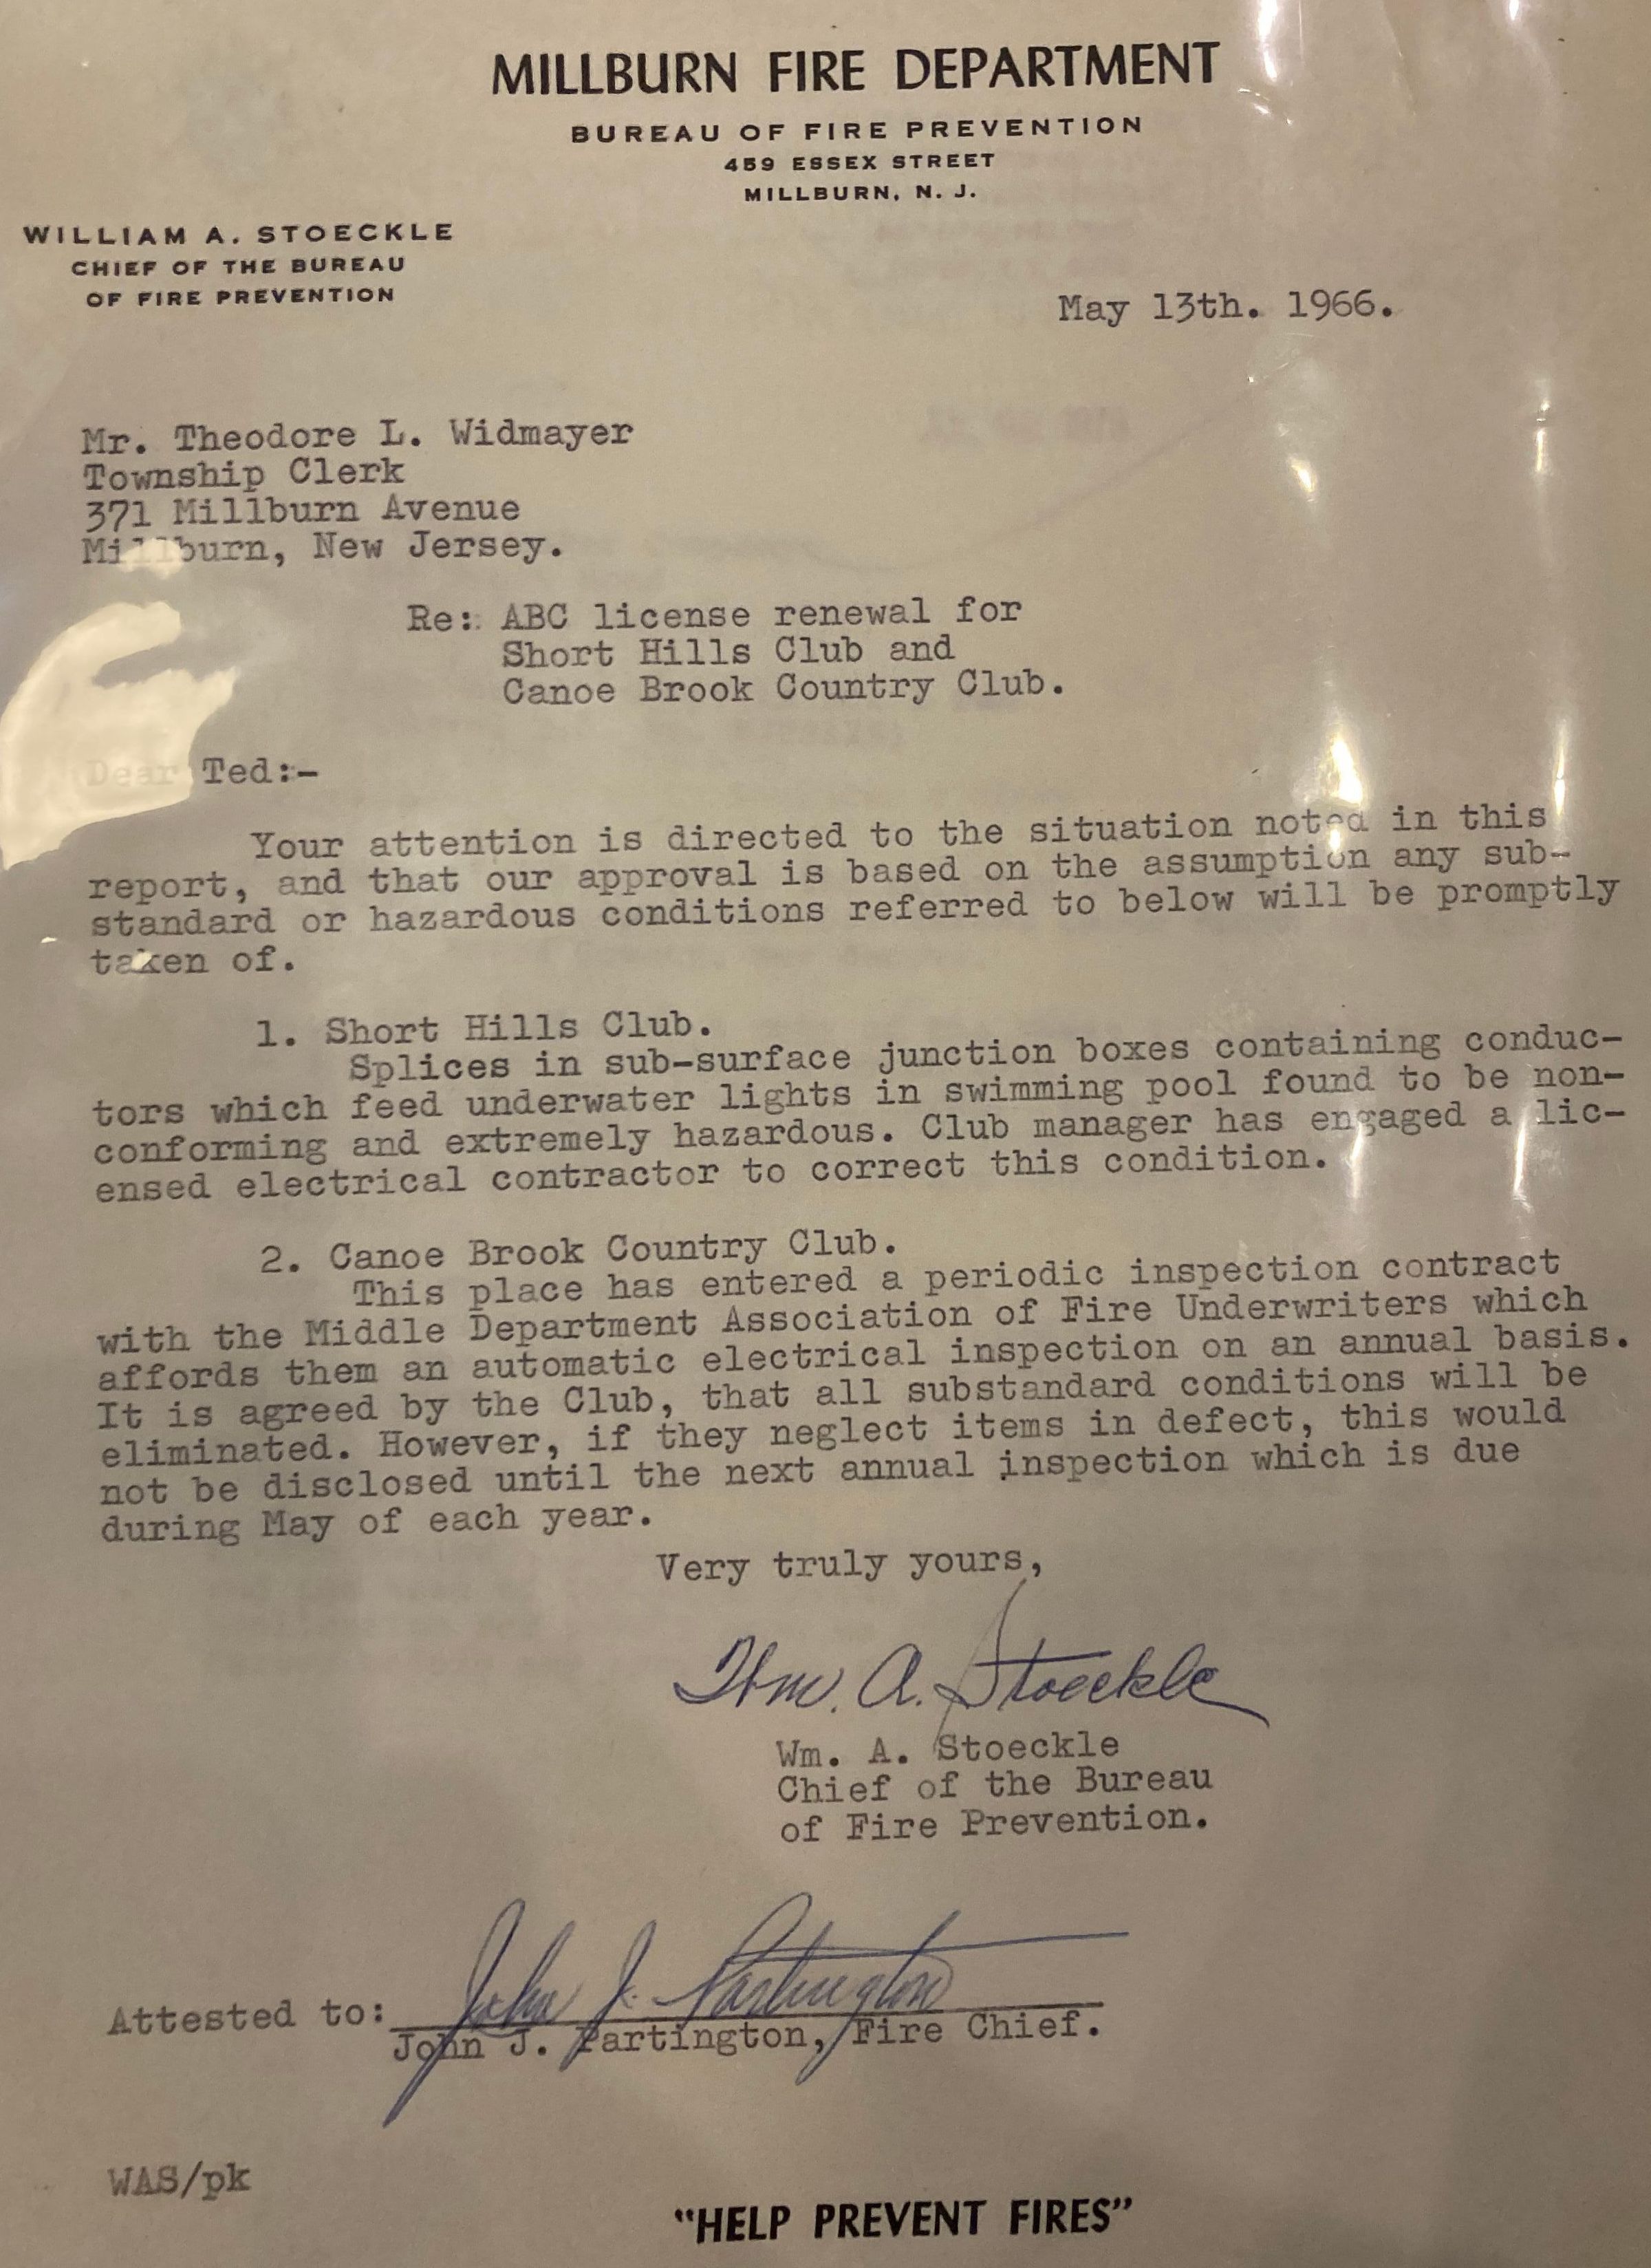 MILLBURN FIRE DEPARTMENT
BUREAU OF FIRE PREVENTION
459 ESSEX STREET
MILLBURN, N. J.
WILLIAM A. STOECKLE
CHIEF OF THE BUREAU
OF FIRE PREVENTION
May 13th. 1966.
Mr. Theodore L. Widmayer
Township Clerk
371 Millburn Avenue
Millburn, New Jersey.
Re: ABC license renewal for
Short Hills Club and
Canoe Brook Country Club.
Dear Ted:-
Your attention is directed to the situation noted in this
report, and that our approval is based on the assumption any sub-
standard or hazardous conditions referred to below will be promptly
taken of.
1. Short Hills Club.
Splices in sub-surface junction boxes containing conduc-
tors which feed underwater lights in swimming pool found to be non-
conforming and extremely hazardous. Club manager has engaged a lic-
ensed electrical contractor to correct this condition.
2. Canoe Brook Country Club.
This place has entered a periodic inspection contract
with the Middle Department Association of Fire Underwriters which
affords them an automatic electrical inspection on an annual basis.
It is agreed by the Club, that all substandard conditions will be
eliminated. However, if they neglect items in defect, this would
not be disclosed until the next annual inspection which is due
during May of each year.
Very truly yours,
Wm. A. Stoeckle
Wm. A. Stoeckle
Chief of the Bureau
of Fire Prevention.
John J. Partington
Attested to:
John J. Partington, Fire Chief.
WAS/pk
"HELP PREVENT FIRES"